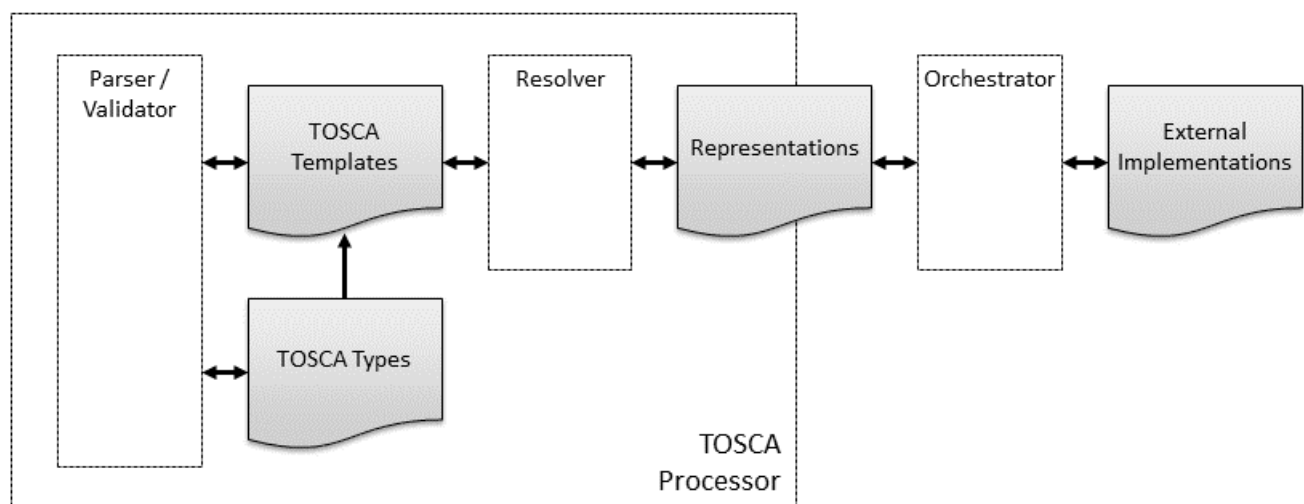 Parser /
Validator
TOSCA
Templates
Resolver
Representations
Orchestrator
External
Implementations
TOSCA Types
TOSCA
Processor